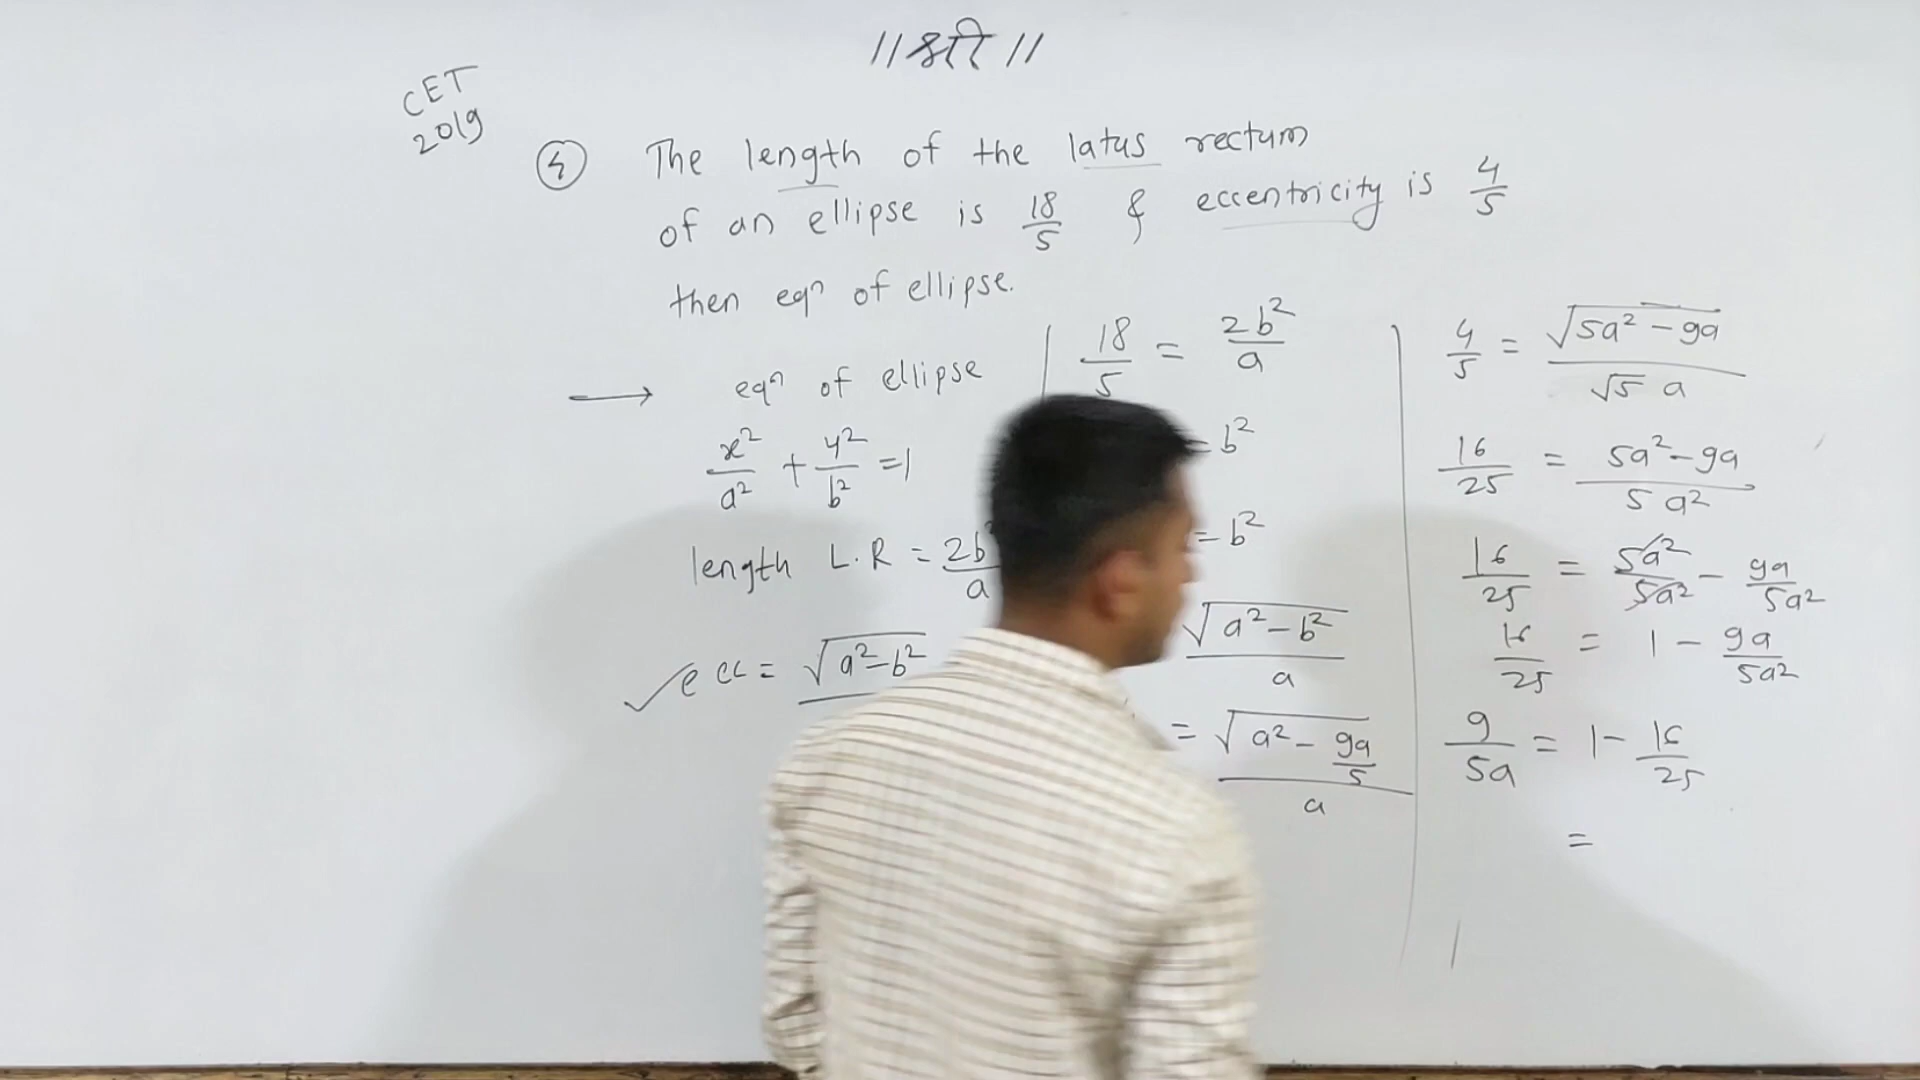 ।। श्री ।।
CET
2019
(4) The length of the latus rectum
of an ellipse is 18/5 & eccentricity is 4/5
then eqn of ellipse.
→ eqn of ellipse
x²/a² + y²/b² = 1
length L.R = 2b²/a
✓ ecc = √(a²-b²)
18/5 = 2b²/a
= b²
= b²
√(a²-b²)/a
= √(a² - 9a/5)/a
4/5 = √(5a² - 9a)/(√5 a)
16/25 = (5a² - 9a)/(5a²)
16/25 = 5a²/5a² - 9a/5a²
16/25 = 1 - 9a/5a²
9/5a = 1 - 16/25
=